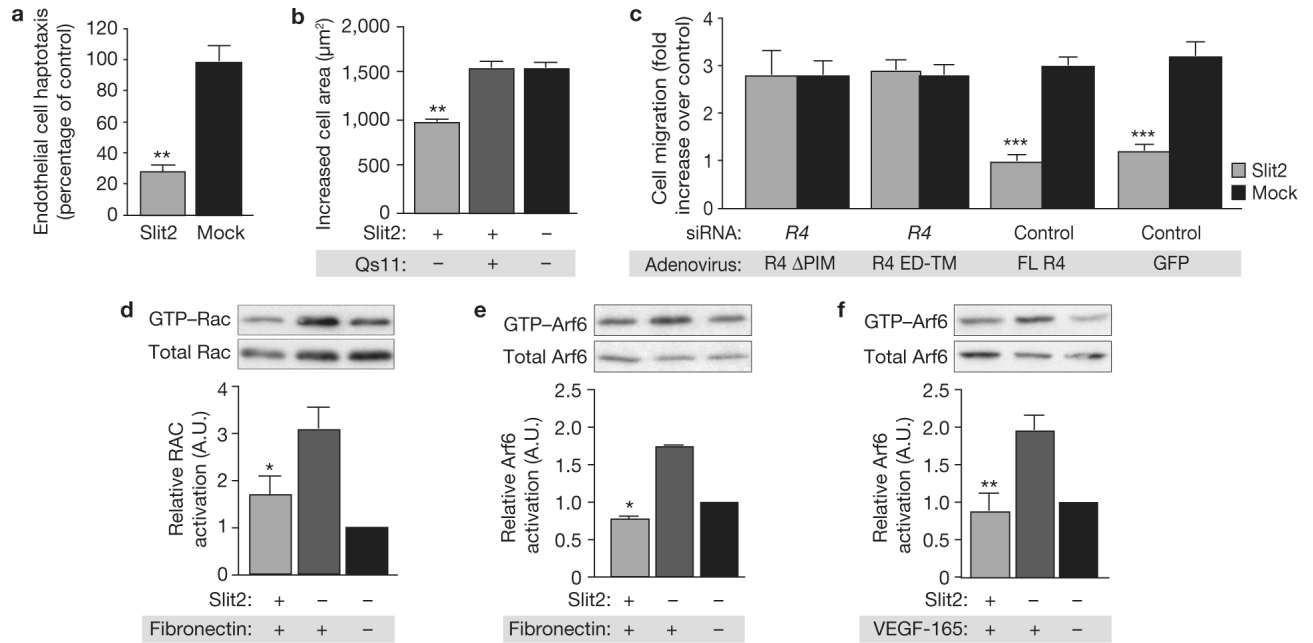 a
Endothelial cell haptotaxis
(percentage of control)
120
100
80
60
40
20
0
**
Slit2 Mock
b
Increased cell area (µm²)
2,000
1,500
1,000
500
0
**
Slit2: + + −
Qs11: − + −
c
Cell migration (fold
increase over control)
4
3
2
1
0
*** ***
Slit2
Mock
siRNA: R4 R4 Control Control
Adenovirus: R4 ΔPIM R4 ED-TM FL R4 GFP
d
GTP–Rac
Total Rac
Relative RAC
activation (A.U.)
4
3
2
1
0
*
Slit2: + − −
Fibronectin: + + −
e
GTP–Arf6
Total Arf6
Relative Arf6
activation (A.U.)
2.5
2.0
1.5
1.0
0.5
0
*
Slit2: + − −
Fibronectin: + + −
f
GTP–Arf6
Total Arf6
Relative Arf6
activation (A.U.)
2.5
2.0
1.5
1.0
0.5
0
**
Slit2: + − −
VEGF-165: + + −